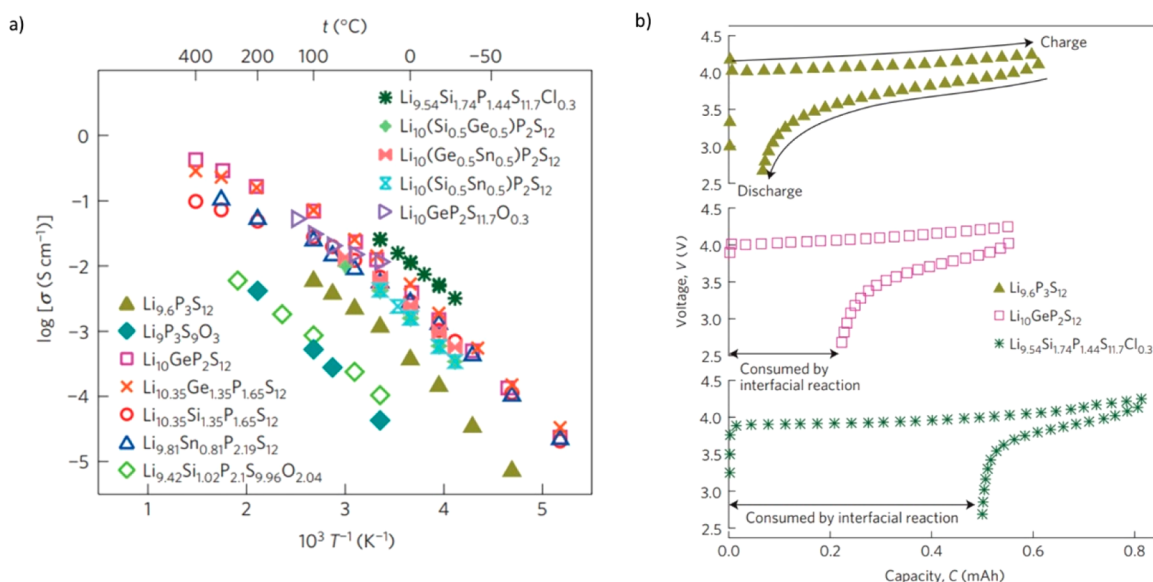 a)
t (°C)
400 200 100 0 −50
Li9.54Si1.74P1.44S11.7Cl0.3
Li10(Si0.5Ge0.5)P2S12
Li10(Ge0.5Sn0.5)P2S12
Li10(Si0.5Sn0.5)P2S12
Li10GeP2S11.7O0.3
log [σ (S cm−1)]
0
−1
−2
−3
−4
−5
Li9.6P3S12
Li9P3S9O3
Li10GeP2S12
Li10.35Ge1.35P1.65S12
Li10.35Si1.35P1.65S12
Li9.81Sn0.81P2.19S12
Li9.42Si1.02P2.1S9.96O2.04
1 2 3 4 5
10³ T−1 (K−1)
b)
Voltage, V (V)
4.5
4.0
3.5
3.0
2.5
Charge
Discharge
4.5
4.0
3.5
3.0
2.5
Consumed by
interfacial reaction
Li9.6P3S12
Li10GeP2S12
Li9.54Si1.74P1.44S11.7Cl0.3
4.5
4.0
3.5
3.0
2.5
Consumed by interfacial reaction
0.0 0.2 0.4 0.6 0.8
Capacity, C (mAh)